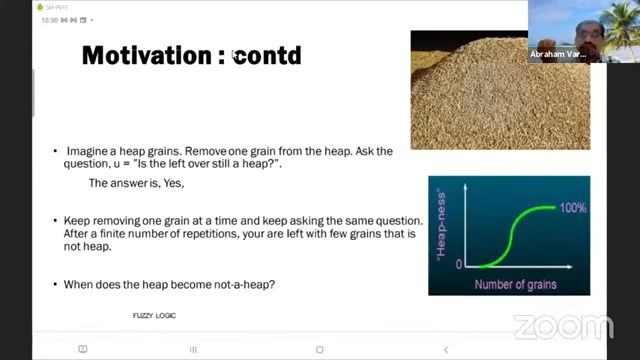 SM-P615
10.50
Motivation : contd
Abraham Var...
Imagine a heap grains. Remove one grain from the heap. Ask the
question, u = "Is the left over still a heap?".
The answer is, Yes,
Keep removing one grain at a time and keep asking the same question.
After a finite number of repetitions, your are left with few grains that is
not heap.
When does the heap become not-a-heap?
"Heap-ness"
100%
0
Number of grains
FUZZY LOGIC
zoom